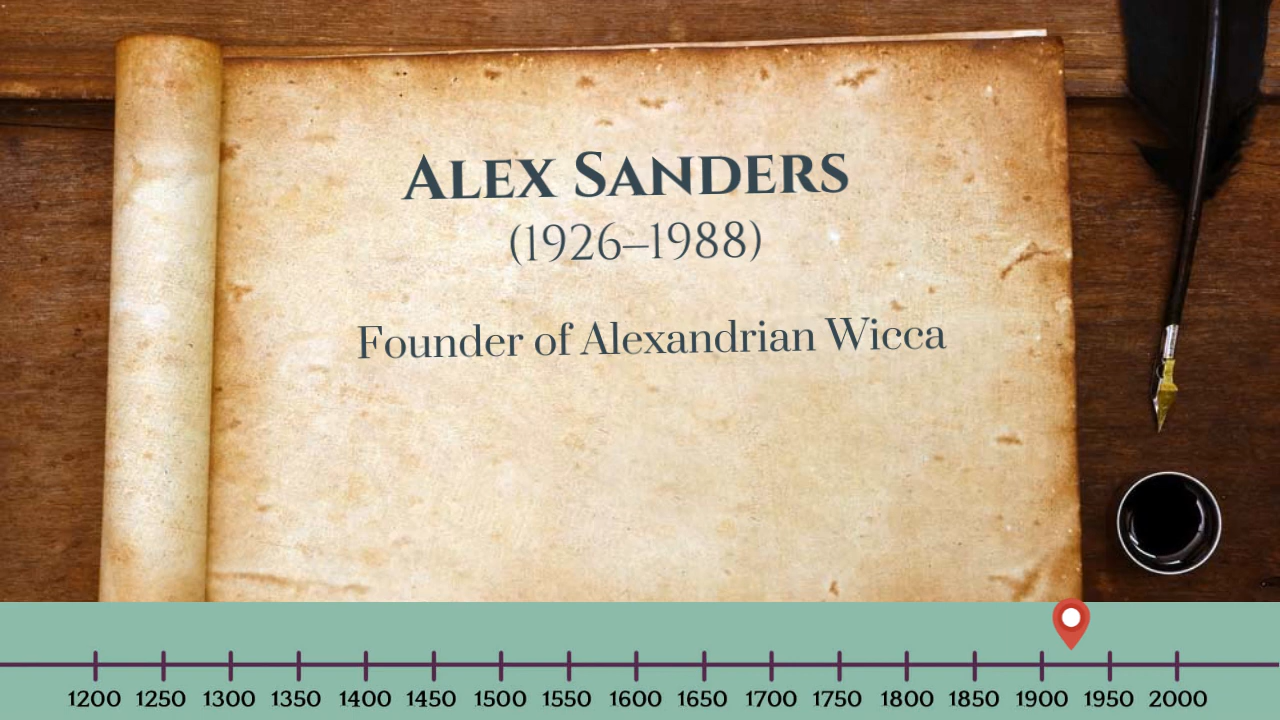 Alex Sanders
(1926–1988)
Founder of Alexandrian Wicca
1200 1250 1300 1350 1400 1450 1500 1550 1600 1650 1700 1750 1800 1850 1900 1950 2000